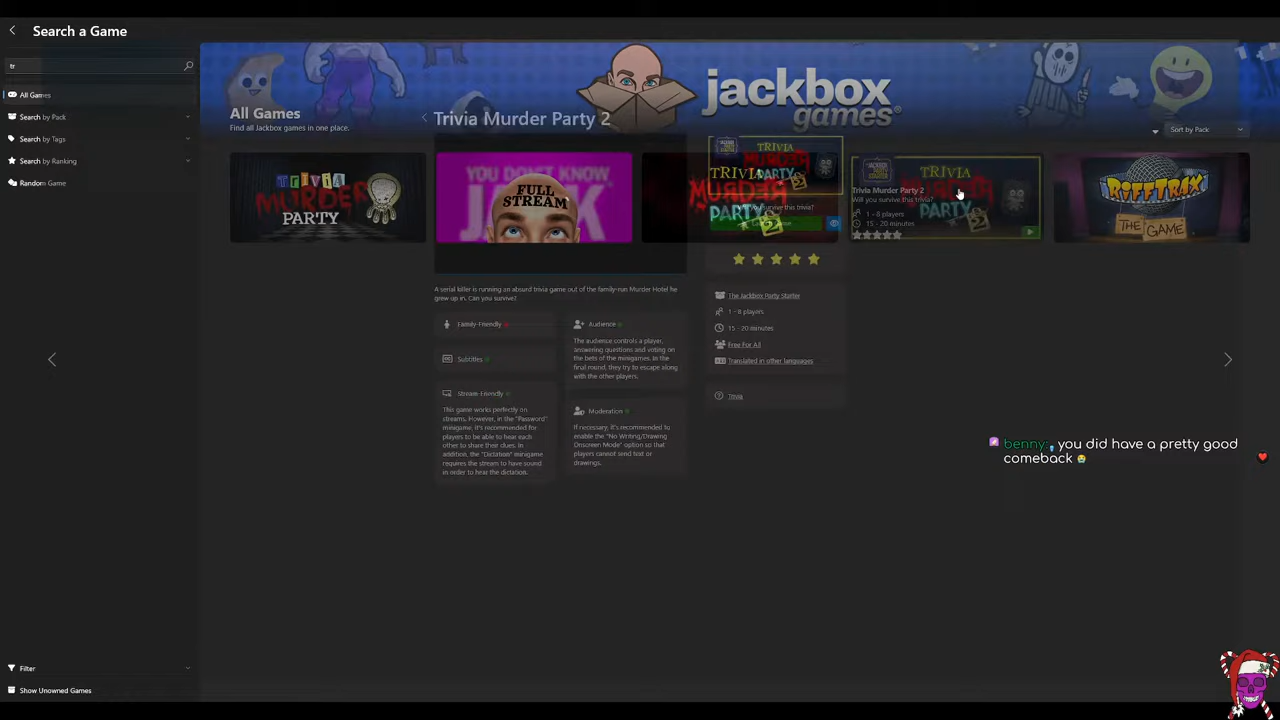 Search a Game
tr
All Games
Search by Pack
Search by Tags
Search by Ranking
Random Game
Filter
Show Unowned Games
jackbox
games
All Games
Find all Jackbox games in one place.
Sort by Pack
Trivia Murder Party 2
TRIVIA
MURDER
PARTY
YOU DON'T KNOW
JACK
FULL
STREAM
TRIVIA
MURDER
PARTY
2
Will you survive this trivia?
TRIVIA
MURDER
PARTY 2
Trivia Murder Party 2
Will you survive this trivia?
1 - 8 players
15 - 20 minutes
RIFFTRAX
THE GAME
A serial killer is running an absurd trivia game out of the family-run Murder Hotel he
grew up in. Can you survive?
Family Friendly
Subtitles
Stream-Friendly
This game works perfectly on
streams. However, in the "Password"
minigame, it's recommended for
players to be able to hear each
other to share their clues. In
addition, the "Dictation" minigame
requires the stream to have sound
in order to hear the dictation.
Audience
The audience controls a player,
answering questions and voting on
the bets of the minigames. In the
final round, they try to escape along
with the other players.
Moderation
If necessary, it's recommended to
enable the "No Writing/Drawing
Onscreen Mode" option so that
players cannot send text or
drawings.
The Jackbox Party Starter
1 - 8 players
15 - 20 minutes
Free For All
Translated in other languages
Trivia
benny: you did have a pretty good
comeback 😭